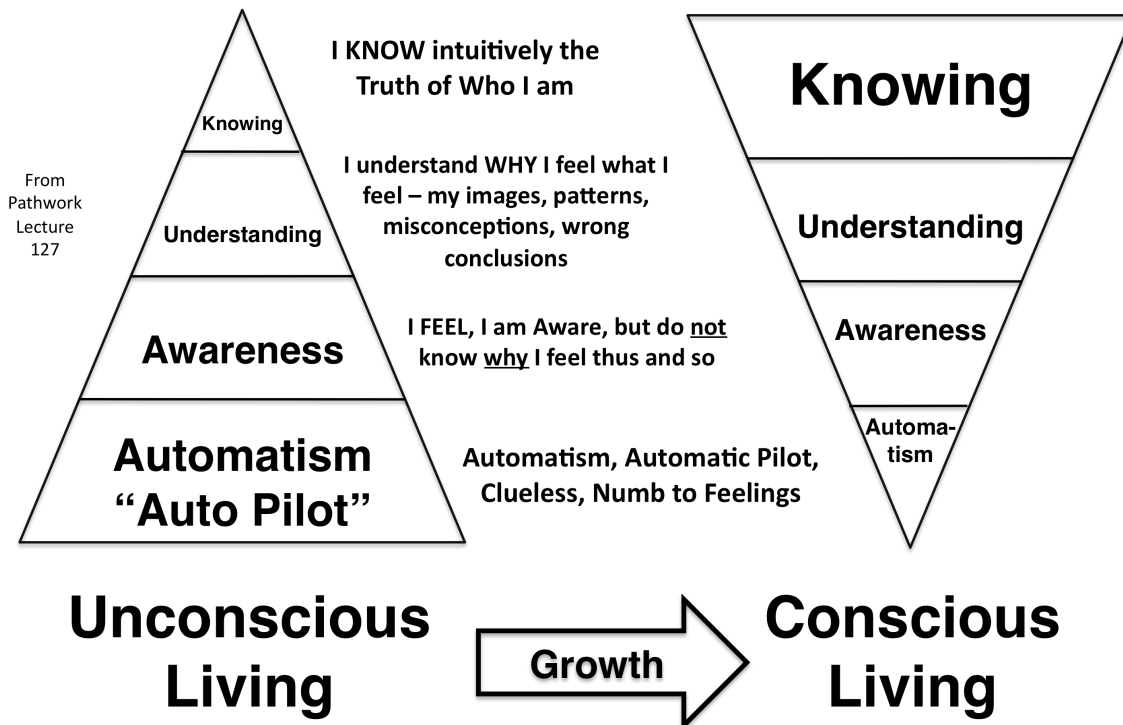 I KNOW intuitively the
Truth of Who I am
Knowing
Knowing
From
Pathwork
Lecture
127
I understand WHY I feel what I
feel – my images, patterns,
misconceptions, wrong
conclusions
Understanding
Understanding
I FEEL, I am Aware, but do not
know why I feel thus and so
Awareness
Awareness
Automatism
“Auto Pilot”
Automatism, Automatic Pilot,
Clueless, Numb to Feelings
Automa-
tism
Unconscious
Living
Growth
Conscious
Living